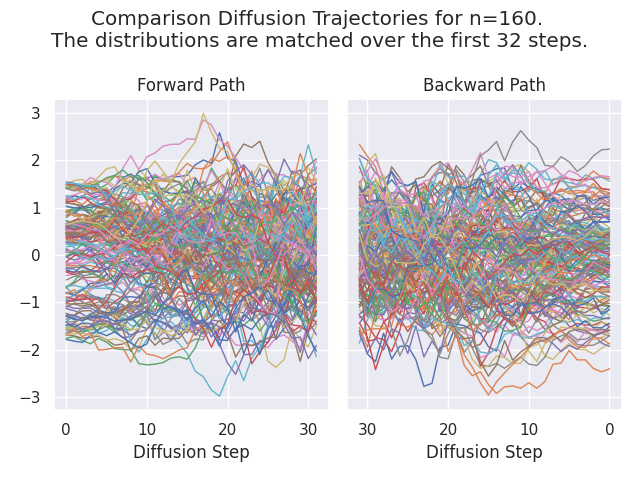 Comparison Diffusion Trajectories for n=160.
The distributions are matched over the first 32 steps.
Forward Path
Backward Path
3
2
1
0
−1
−2
−3
0 10 20 30
30 20 10 0
Diffusion Step
Diffusion Step